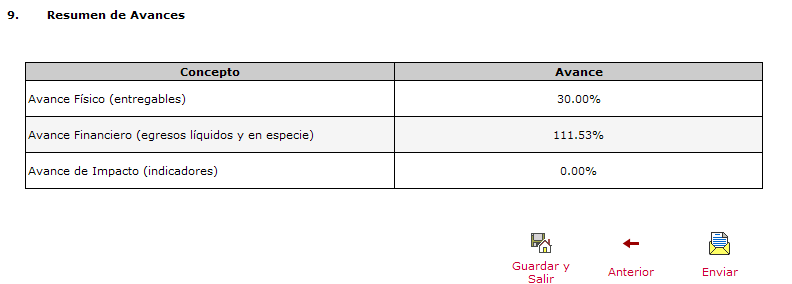 9. Resumen de Avances
Concepto Avance
Avance Físico (entregables) 30.00%
Avance Financiero (egresos líquidos y en especie) 111.53%
Avance de Impacto (indicadores) 0.00%
Guardar y
Salir
Anterior
Enviar